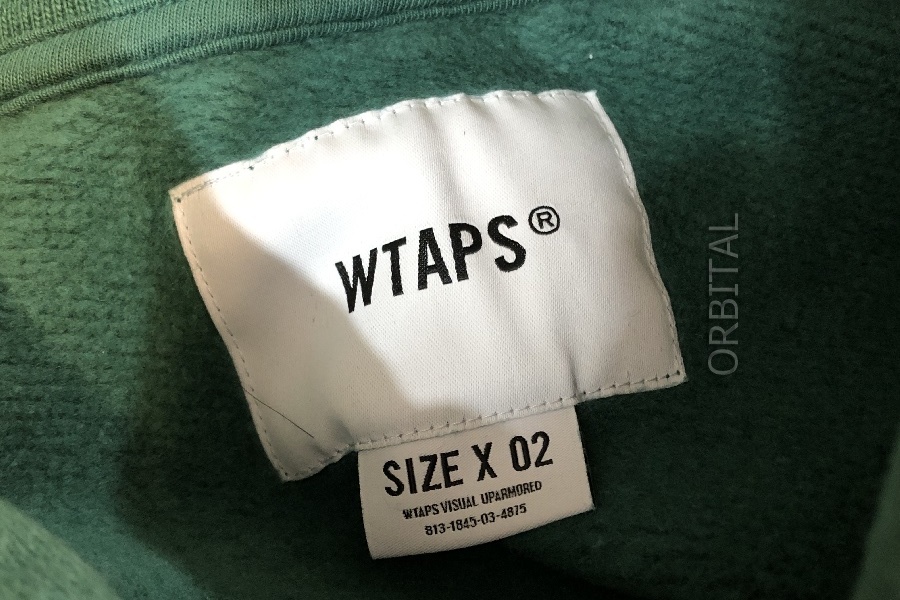 WTAPS®
SIZE X 02
WTAPS VISUAL UPARMORED
813-1845-03-4875
ORBITAL